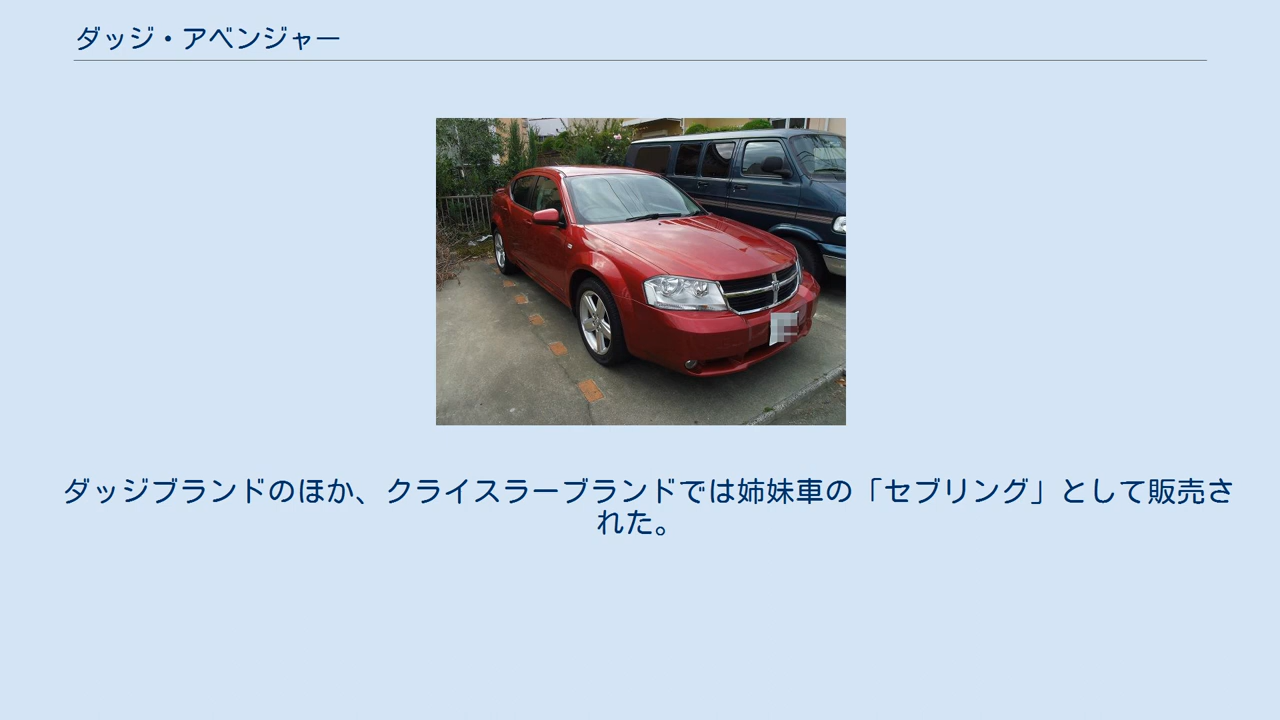 ダッジ・アベンジャー
ダッジブランドのほか、クライスラーブランドでは姉妹車の「セブリング」として販売さ
れた。